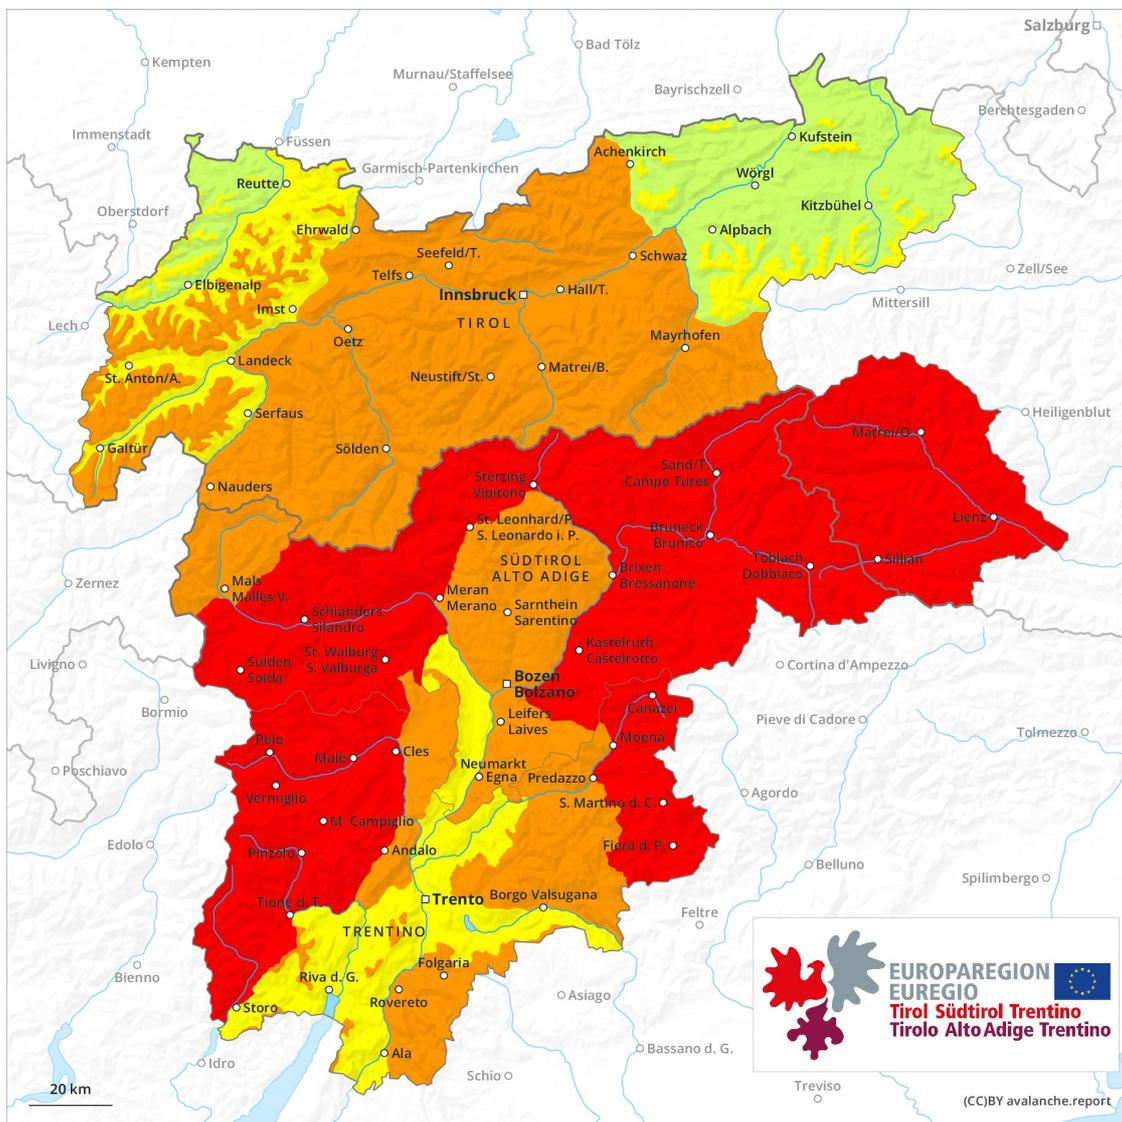 Salzburg
Bad Tölz
Kempten
Murnau/Staffelsee
Bayrischzell
Berchtesgaden
Immenstadt
Füssen
Kufstein
Achenkirch
Garmisch-Partenkirchen
Wörgl
Reutte
Kitzbühel
Oberstdorf
Ehrwald
Alpbach
Seefeld/T.
Schwaz
Telfs
Zell/See
Elbigenalp
Hall/T.
Innsbruck
Mittersill
Imst
TIROL
Lech
Oetz
Mayrhofen
Landeck
Matrei/B.
St. Anton/A.
Neustift/St.
Serfaus
Heiligenblut
Matrei/O.
Galtür
Sölden
Sand/T.
Campo Tures
Sterzing
Vipiteno
Nauders
Lienz
St. Leonhard/P.
S. Leonardo i. P.
Bruneck
Brunico
SÜDTIROL
ALTO ADIGE
Toblach
Dobbiaco
Sillian
Brixen
Bressanone
Zernez
Mals
Malles V.
Meran
Merano
Sarnthein
Sarentino
Schlanders
Silandro
Kastelruth
Castelrotto
St. Walburg
S. Valburga
Livigno
Sulden
Solda
Cortina d'Ampezzo
Bozen
Bolzano
Canazei
Bormio
Leifers
Laives
Pieve di Cadore
Tolmezzo
Moena
Peio
Cles
Malé
Neumarkt
Egna
Predazzo
Poschiavo
Agordo
Vermiglio
S. Martino d. C.
M. Campiglio
Edolo
Fiera d. P.
Pinzolo
Andalo
Belluno
Spilimbergo
Borgo Valsugana
Trento
Tione d. T.
Feltre
TRENTINO
Folgaria
Bienno
Riva d. G.
Rovereto
Asiago
Storo
Ala
Bassano d. G.
Idro
Schio
Treviso
EUROPAREGION
EUREGIO
Tirol Südtirol Trentino
Tirolo Alto Adige Trentino
20 km
(CC)BY avalanche.report